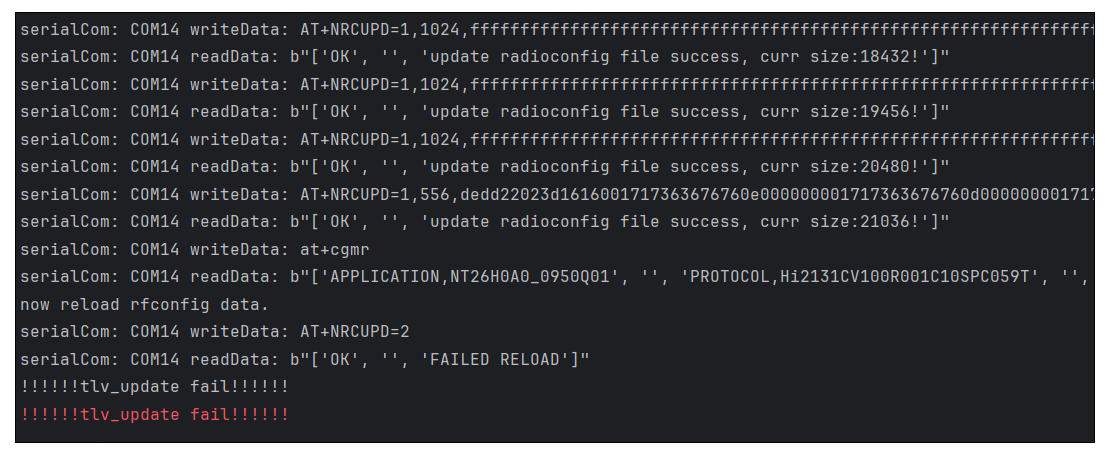 serialCom: COM14 writeData: AT+NRCUPD=1,1024,ffffffffffffffffffffffffffffffffffffffffffffffffffffffffffffffff
serialCom: COM14 readData: b"['OK', '', 'update radioconfig file success, curr size:18432!']"
serialCom: COM14 writeData: AT+NRCUPD=1,1024,ffffffffffffffffffffffffffffffffffffffffffffffffffffffffffffffff
serialCom: COM14 readData: b"['OK', '', 'update radioconfig file success, curr size:19456!']"
serialCom: COM14 writeData: AT+NRCUPD=1,1024,ffffffffffffffffffffffffffffffffffffffffffffffffffffffffffffffff
serialCom: COM14 readData: b"['OK', '', 'update radioconfig file success, curr size:20480!']"
serialCom: COM14 writeData: AT+NRCUPD=1,556,dedd22023d1616001717363676760e0000000017173636767 60d000000001717
serialCom: COM14 readData: b"['OK', '', 'update radioconfig file success, curr size:21036!']"
serialCom: COM14 writeData: at+cgmr
serialCom: COM14 readData: b"['APPLICATION,NT26H0A0_0950Q01', '', 'PROTOCOL,Hi2131CV100R001C10SPC059T', '',
now reload rfconfig data.
serialCom: COM14 writeData: AT+NRCUPD=2
serialCom: COM14 readData: b"['OK', '', 'FAILED RELOAD']"
!!!!!!tlv_update fail!!!!!!
!!!!!!tlv_update fail!!!!!!